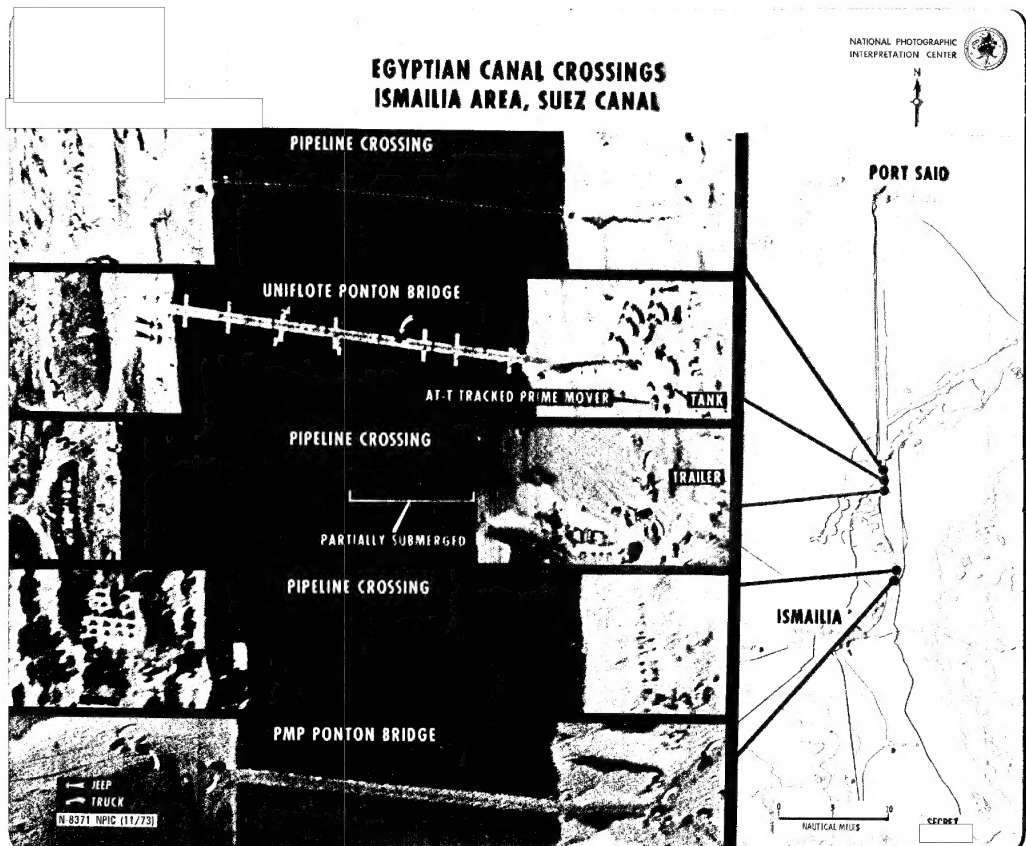 NATIONAL PHOTOGRAPHIC
INTERPRETATION CENTER
N
EGYPTIAN CANAL CROSSINGS
ISMAILIA AREA, SUEZ CANAL
PIPELINE CROSSING
UNIFLOTE PONTON BRIDGE
AT-T TRACKED PRIME MOVER
TANK
PIPELINE CROSSING
TRAILER
PARTIALLY SUBMERGED
PIPELINE CROSSING
PMP PONTON BRIDGE
JEEP
TRUCK
N-8371 NPIC (11/73)
PORT SAID
ISMAILIA
0 5 10
NAUTICAL MILES
SECRET